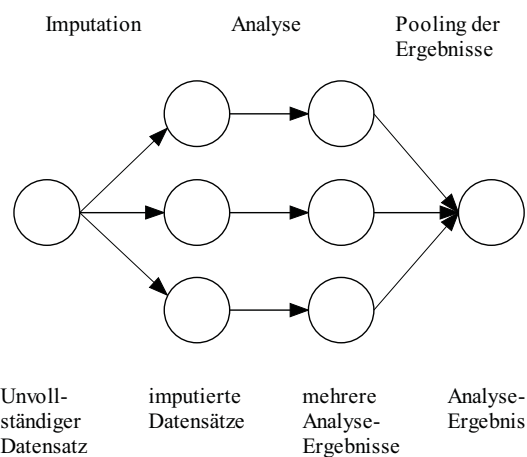 Imputation
Analyse
Pooling der
Ergebnisse
Unvoll-
ständiger
Datensatz
imputierte
Datensätze
mehrere
Analyse-
Ergebnisse
Analyse-
Ergebnis